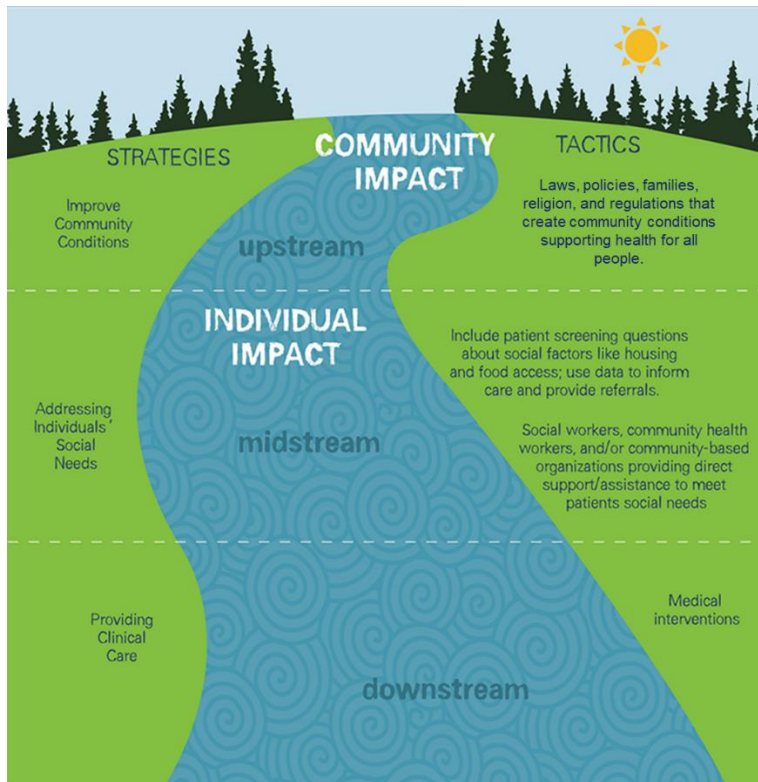 STRATEGIES
COMMUNITY
IMPACT
TACTICS
Improve
Community
Conditions
upstream
Laws, policies, families,
religion, and regulations that
create community conditions
supporting health for all
people.
INDIVIDUAL
IMPACT
Addressing
Individuals'
Social
Needs
midstream
Include patient screening questions
about social factors like housing
and food access; use data to inform
care and provide referrals.
Social workers, community health
workers, and/or community-based
organizations providing direct
support/assistance to meet
patients social needs
Providing
Clinical
Care
downstream
Medical
interventions